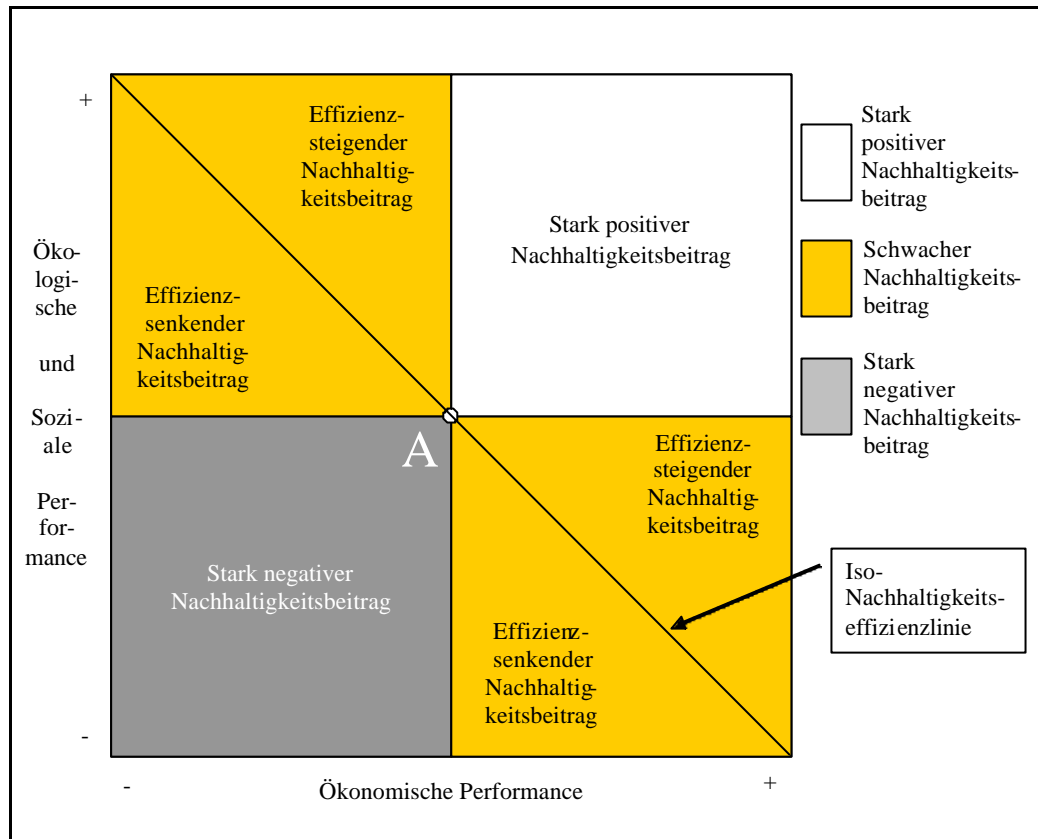 +
Öko-
logi-
sche
und
Sozi-
ale
Per-
for-
mance
-
Effizienz-
steigender
Nachhaltig-
keitsbeitrag
Effizienz-
senkender
Nachhaltig-
keitsbeitrag
Stark positiver
Nachhaltigkeitsbeitrag
A
Stark negativer
Nachhaltigkeitsbeitrag
Effizienz-
steigender
Nachhaltig-
keitsbeitrag
Effizienz-
senkender
Nachhaltig-
keitsbeitrag
-
Ökonomische Performance
+
Stark
positiver
Nachhaltigkeits-
beitrag
Schwacher
Nachhaltigkeits-
beitrag
Stark
negativer
Nachhaltigkeits-
beitrag
Iso-
Nachhaltigkeits-
effizienzlinie